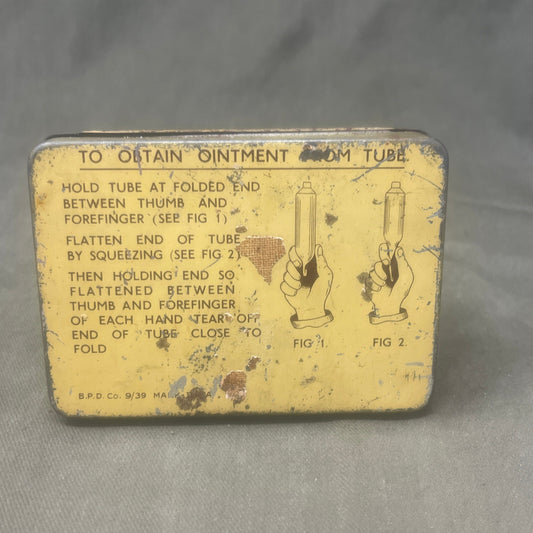 TO OBTAIN OINTMENT FROM TUBE
HOLD TUBE AT FOLDED END
BETWEEN THUMB AND
FOREFINGER (SEE FIG 1)
FLATTEN END OF TUBE
BY SQUEEZING (SEE FIG 2)
THEN HOLDING END SO
FLATTENED BETWEEN
THUMB AND FOREFINGER
OF EACH HAND TEAR OFF
END OF TUBE CLOSE TO
FOLD
FIG 1.
FIG 2.
B.P.D. Co. 9/39